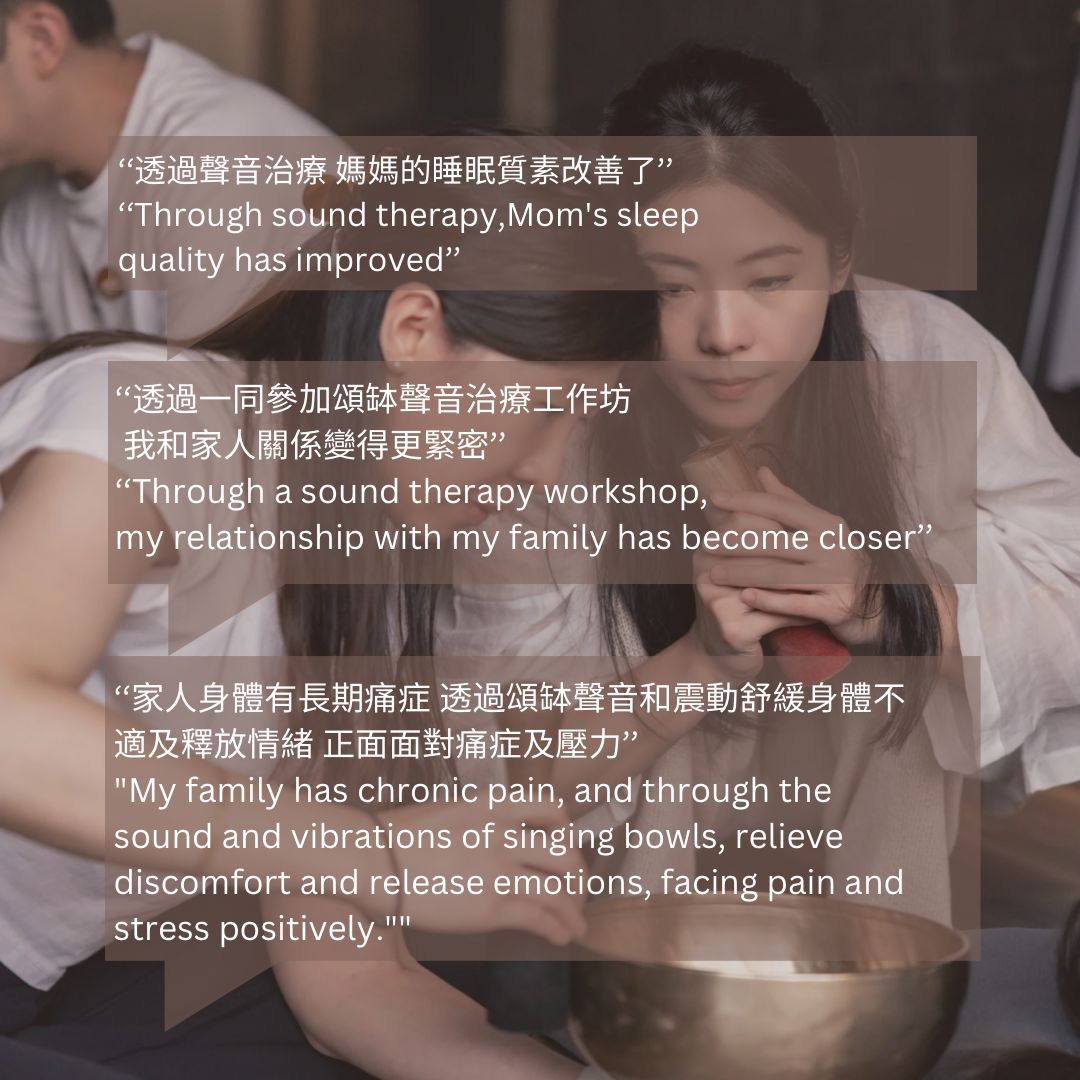 ‘‘透過聲音治療 媽媽的睡眠質素改善了’’
‘‘Through sound therapy,Mom's sleep
quality has improved’’
‘‘透過一同參加頌缽聲音治療工作坊
我和家人關係變得更緊密’’
‘‘Through a sound therapy workshop,
my relationship with my family has become closer’’
‘‘家人身體有長期痛症 透過頌缽聲音和震動舒緩身體不
適及釋放情緒 正面面對痛症及壓力’’
"My family has chronic pain, and through the
sound and vibrations of singing bowls, relieve
discomfort and release emotions, facing pain and
stress positively.""